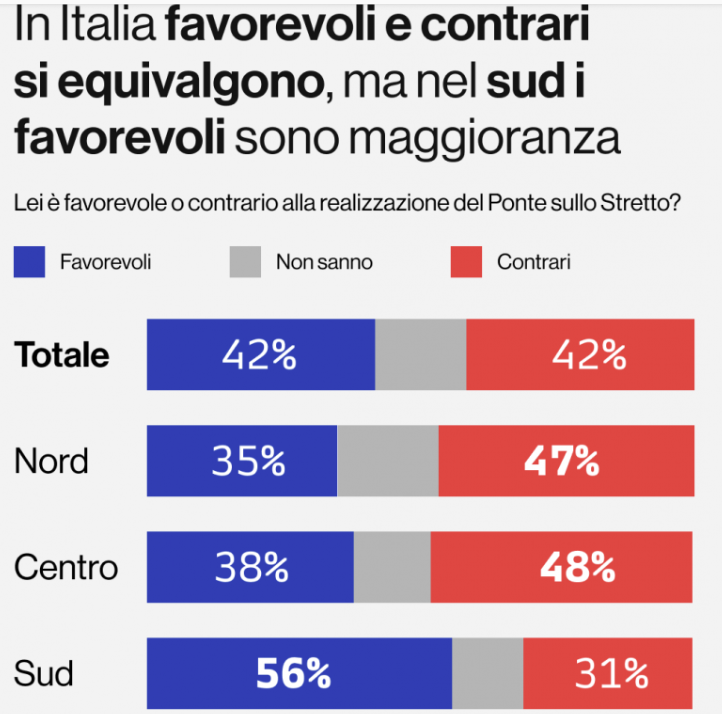 In Italia favorevoli e contrari
si equivalgono, ma nel sud i
favorevoli sono maggioranza
Lei è favorevole o contrario alla realizzazione del Ponte sullo Stretto?
Favorevoli Non sanno Contrari
Totale 42% 42%
Nord 35% 47%
Centro 38% 48%
Sud 56% 31%